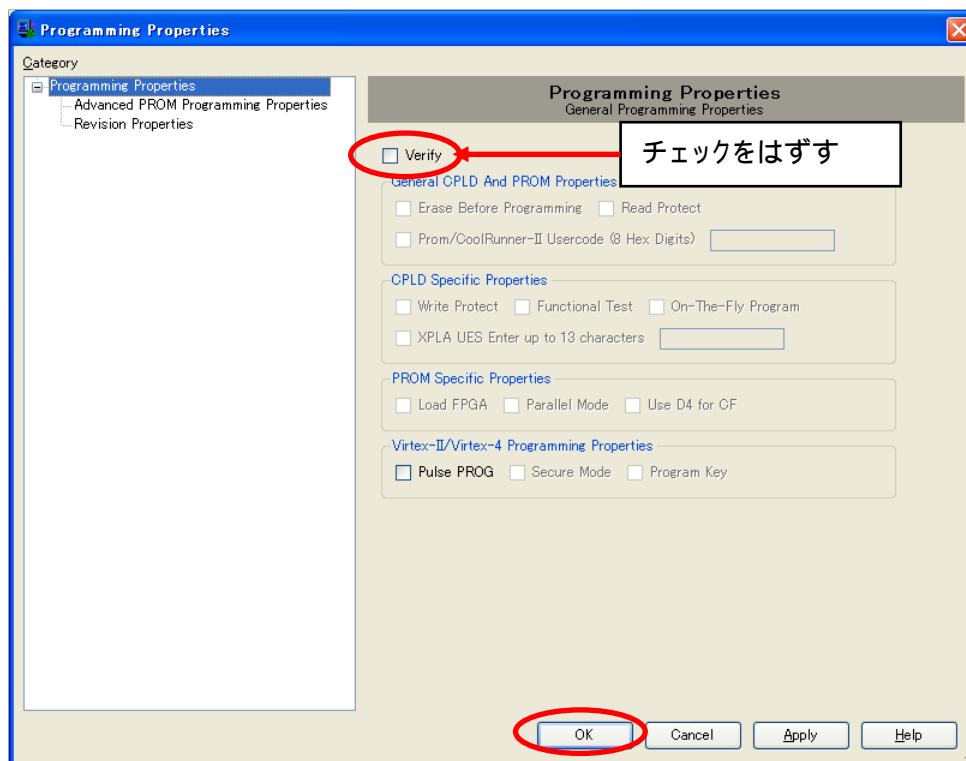 Programming Properties
Category
Programming Properties
Advanced PROM Programming Properties
Revision Properties
Programming Properties
General Programming Properties
Verify
チェックをはずす
General CPLD And PROM Properties
Erase Before Programming Read Protect
Prom/CoolRunner-II Usercode (8 Hex Digits)
CPLD Specific Properties
Write Protect Functional Test On-The-Fly Program
XPLA UES Enter up to 13 characters
PROM Specific Properties
Load FPGA Parallel Mode Use D4 for CF
Virtex-II/Virtex-4 Programming Properties
Pulse PROG Secure Mode Program Key
OK Cancel Apply Help